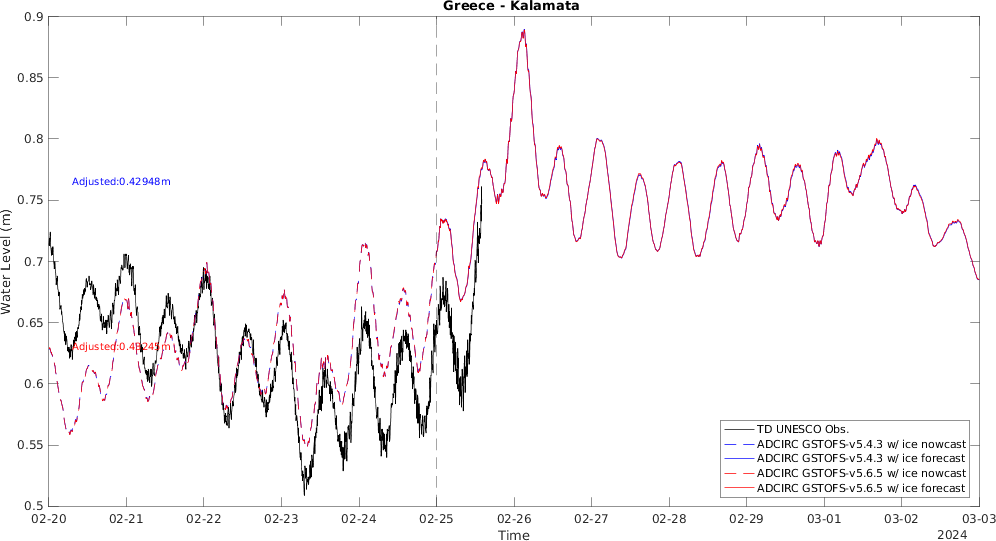 Greece - Kalamata
0.9
0.85
0.8
0.75
0.7
0.65
0.6
0.55
0.5
Water Level (m)
Adjusted:0.42948m
Adjusted:0.43245m
TD UNESCO Obs.
ADCIRC GSTOFS-v5.4.3 w/ ice nowcast
ADCIRC GSTOFS-v5.4.3 w/ ice forecast
ADCIRC GSTOFS-v5.6.5 w/ ice nowcast
ADCIRC GSTOFS-v5.6.5 w/ ice forecast
02-20 02-21 02-22 02-23 02-24 02-25 02-26 02-27 02-28 02-29 03-01 03-02 03-03
Time
2024